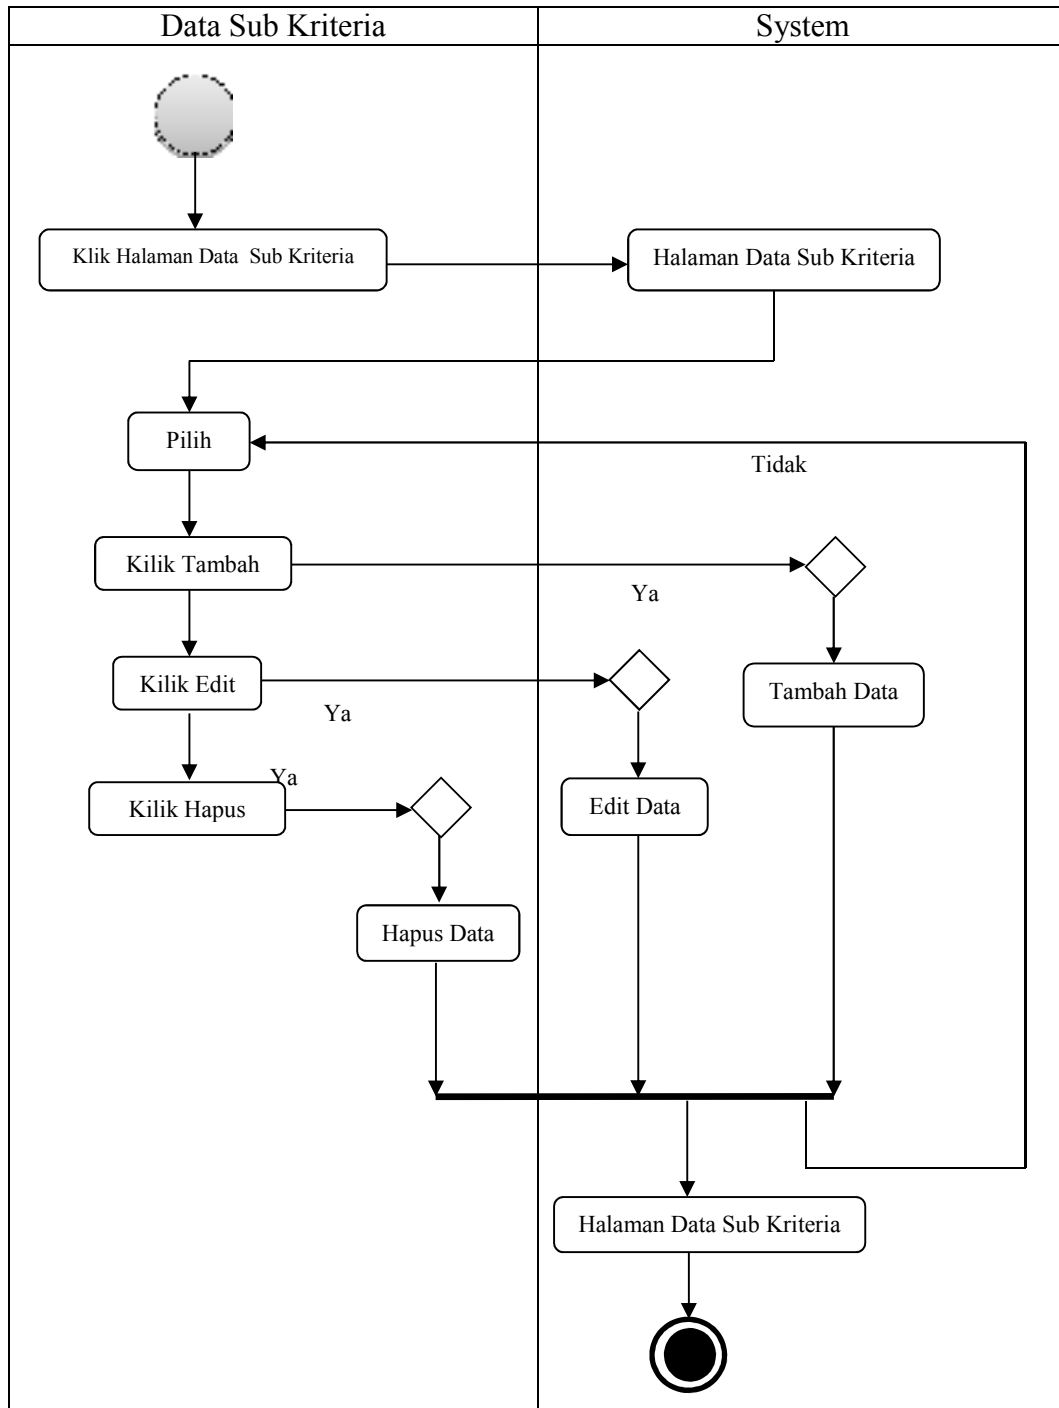 Data Sub Kriteria
System
Klik Halaman Data Sub Kriteria
Halaman Data Sub Kriteria
Pilih
Tidak
Kilik Tambah
Ya
Kilik Edit
Ya
Tambah Data
Ya
Kilik Hapus
Edit Data
Hapus Data
Halaman Data Sub Kriteria